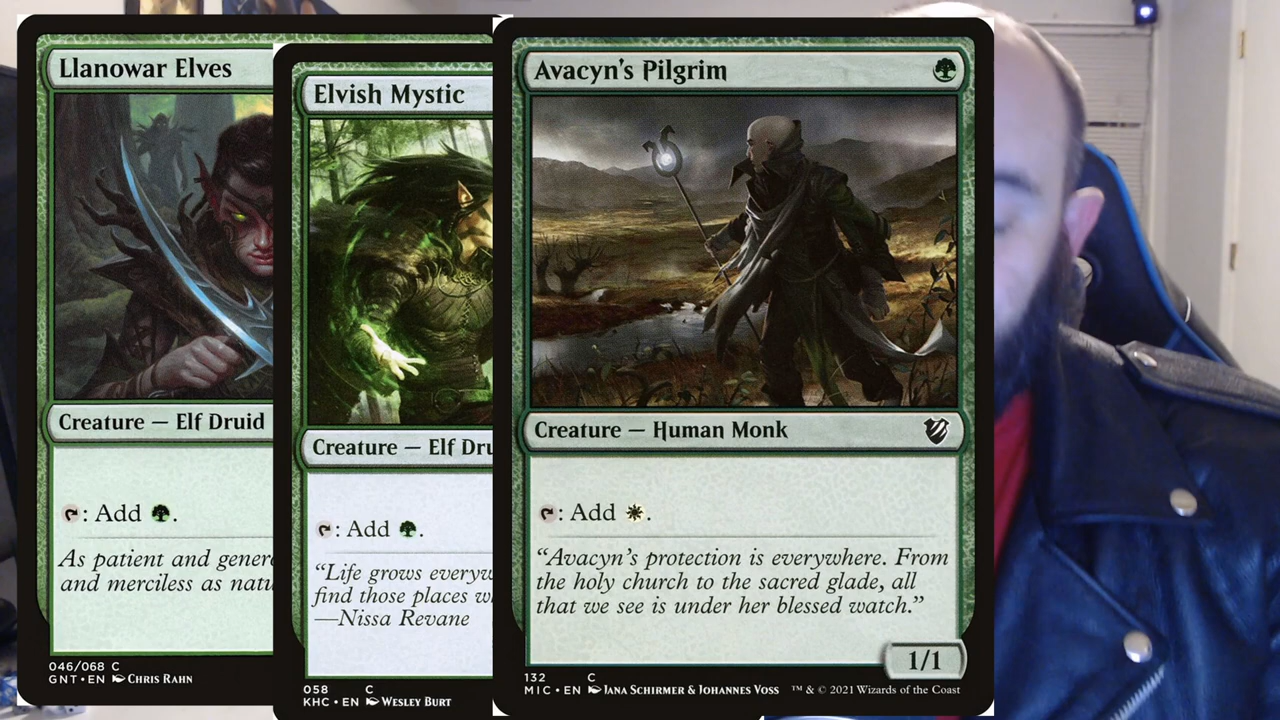 Llanowar Elves
Creature — Elf Druid
: Add .
As patient and gener
and merciless as natu
046/068 C
GNT • EN Chris Rahn
Elvish Mystic
Creature — Elf Dru
: Add .
“Life grows everyw
find those places w
—Nissa Revane
058 C
KHC • EN Wesley Burt
Avacyn's Pilgrim
Creature — Human Monk
: Add .
“Avacyn's protection is everywhere. From
the holy church to the sacred glade, all
that we see is under her blessed watch.”
1/1
132 C
MIC • EN Jana Schirmer & Johannes Voss ™ & © 2021 Wizards of the Coast